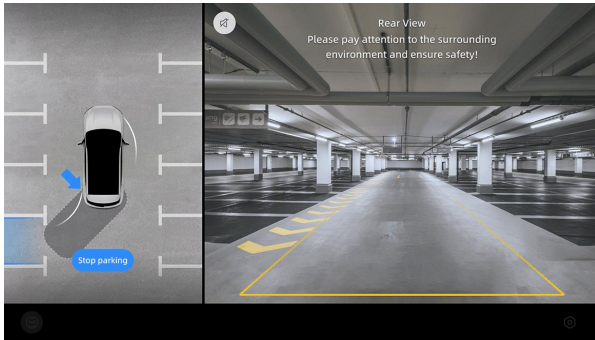 Rear View
Please pay attention to the surrounding
environment and ensure safety!
Stop parking